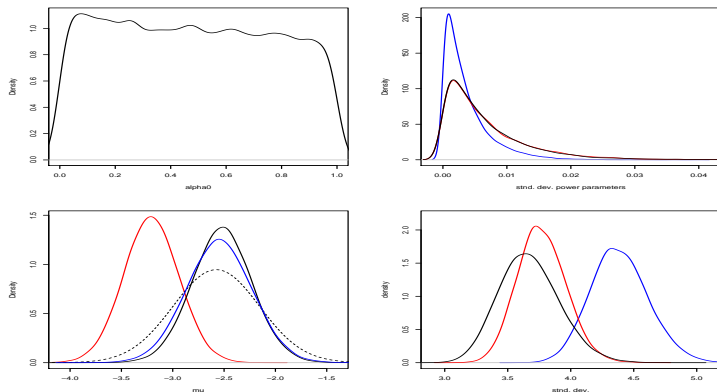 Density
0.0 0.2 0.4 0.6 0.8 1.0
0.0 0.2 0.4 0.6 0.8 1.0
alpha0
Density
0 50 100 150 200
0.00 0.01 0.02 0.03 0.04
stnd. dev. power parameters
Density
0.0 0.5 1.0 1.5
−4.0 −3.5 −3.0 −2.5 −2.0 −1.5
mu
density
0.0 0.5 1.0 1.5 2.0
3.0 3.5 4.0 4.5 5.0
stnd. dev.